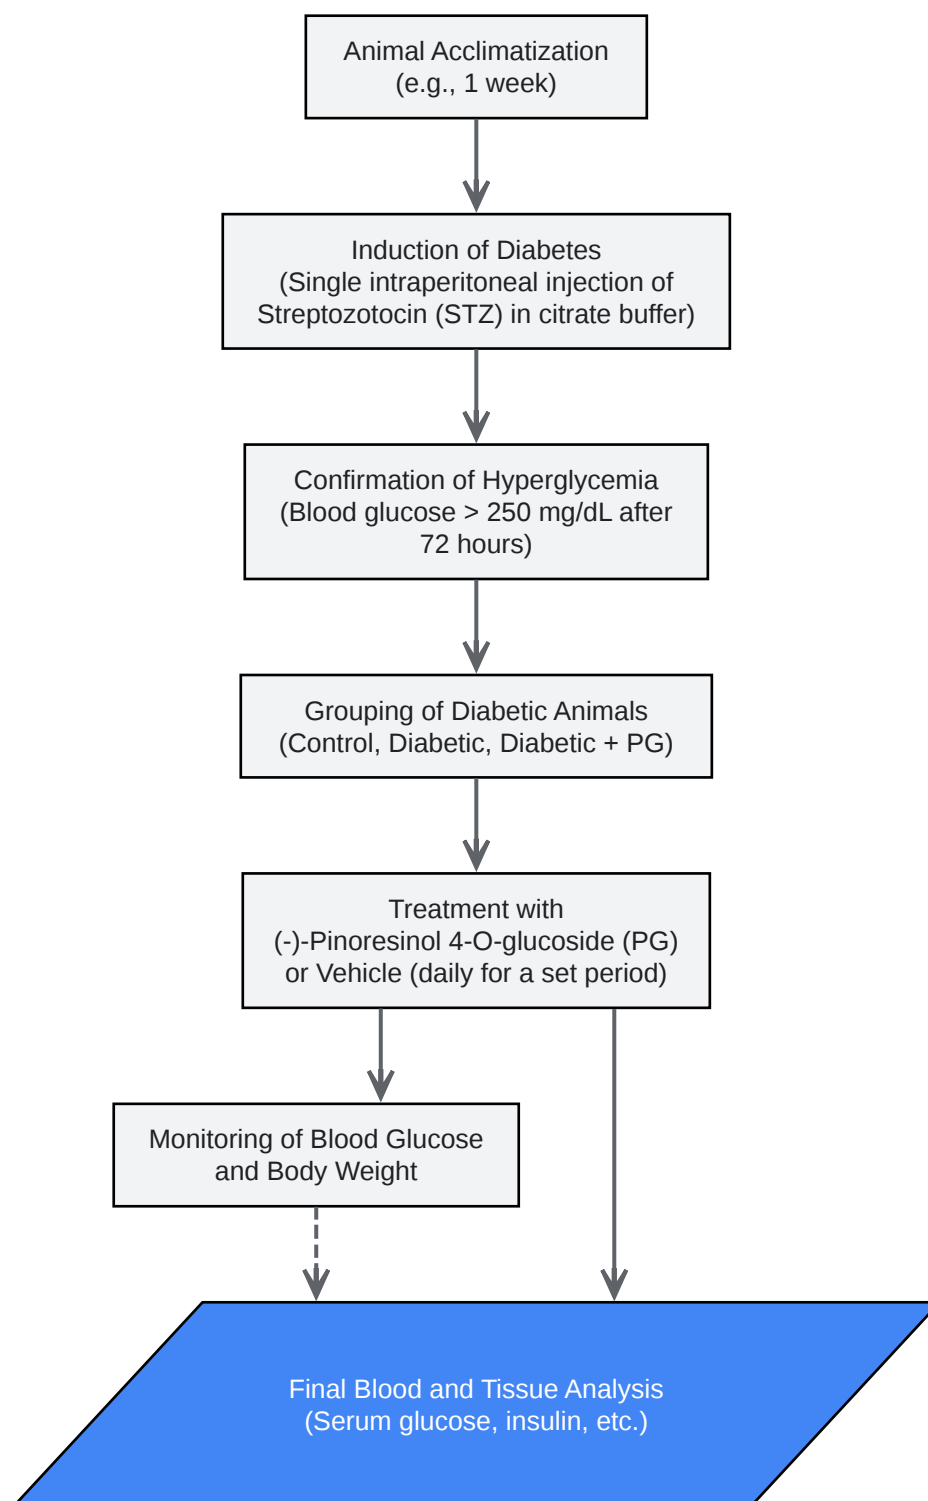 Animal Acclimatization
(e.g., 1 week)
Induction of Diabetes
(Single intraperitoneal injection of
Streptozotocin (STZ) in citrate buffer)
Confirmation of Hyperglycemia
(Blood glucose > 250 mg/dL after
72 hours)
Grouping of Diabetic Animals
(Control, Diabetic, Diabetic + PG)
Treatment with
(-)-Pinoresinol 4-O-glucoside (PG)
or Vehicle (daily for a set period)
Monitoring of Blood Glucose
and Body Weight
Final Blood and Tissue Analysis
(Serum glucose, insulin, etc.)